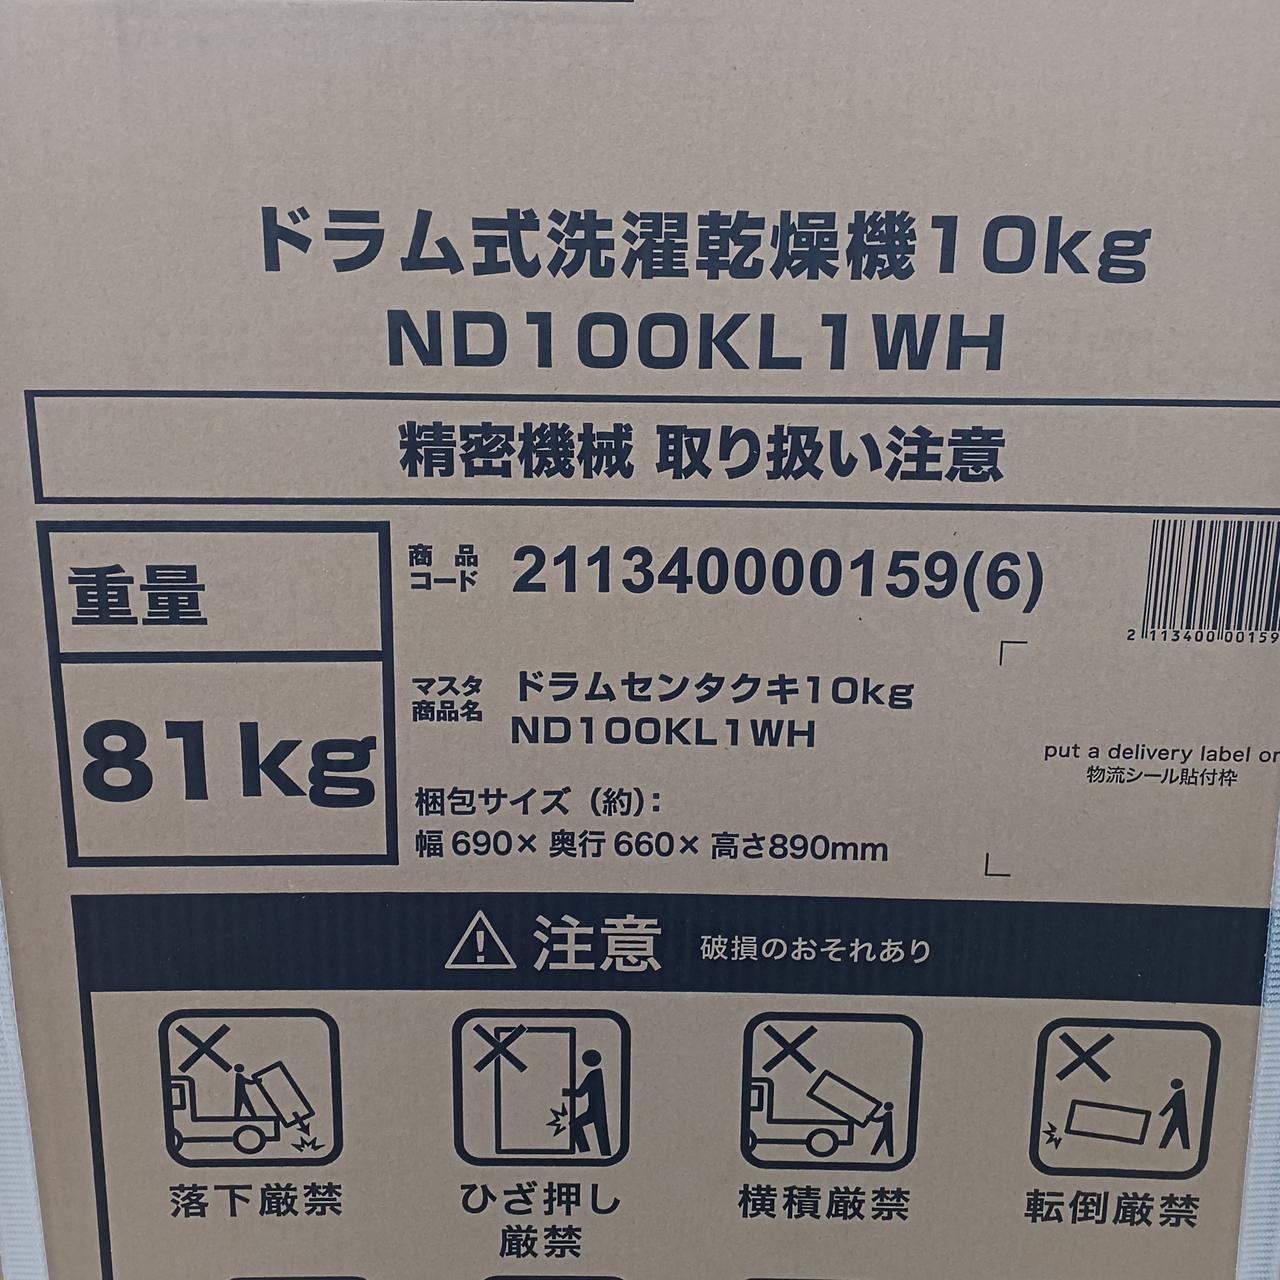 ドラム式洗濯乾燥機10kg
ND100KL1WH
精密機械 取り扱い注意
重量
81kg
商品コード 211340000159(6)
2 113400 00159
マスタ商品名 ドラムセンタクキ10kg
ND100KL1WH
put a delivery label on
物流シール貼付枠
梱包サイズ（約）：
幅690× 奥行660× 高さ890mm
注意 破損のおそれあり
落下厳禁
ひざ押し
厳禁
横積厳禁
転倒厳禁